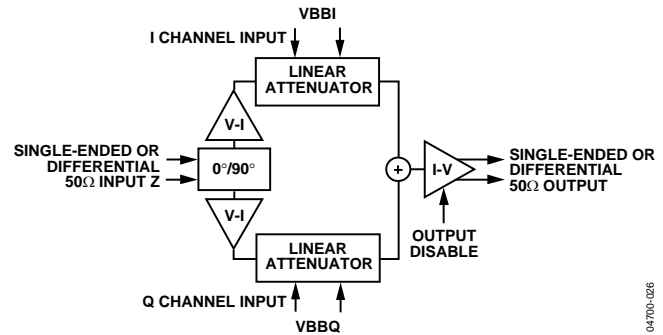 VBBI
I CHANNEL INPUT
LINEAR
ATTENUATOR
V-I
SINGLE-ENDED OR
DIFFERENTIAL
50Ω INPUT Z
0°/90°
+
I-V
SINGLE-ENDED OR
DIFFERENTIAL
50Ω OUTPUT
V-I
OUTPUT
DISABLE
LINEAR
ATTENUATOR
Q CHANNEL INPUT
VBBQ
04700-026